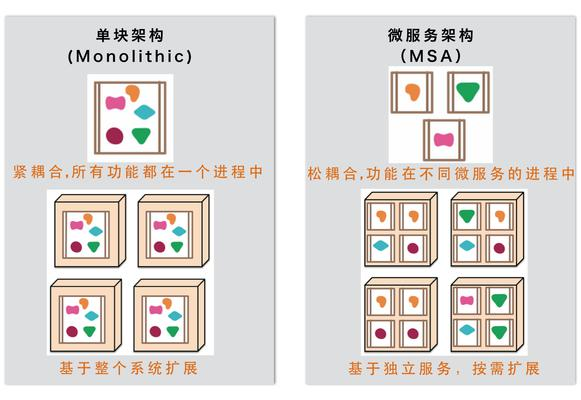 单块架构
(Monolithic)
紧耦合,所有功能都在一个进程中
基于整个系统扩展
微服务架构
(MSA)
松耦合,功能在不同微服务的进程中
基于独立服务，按需扩展